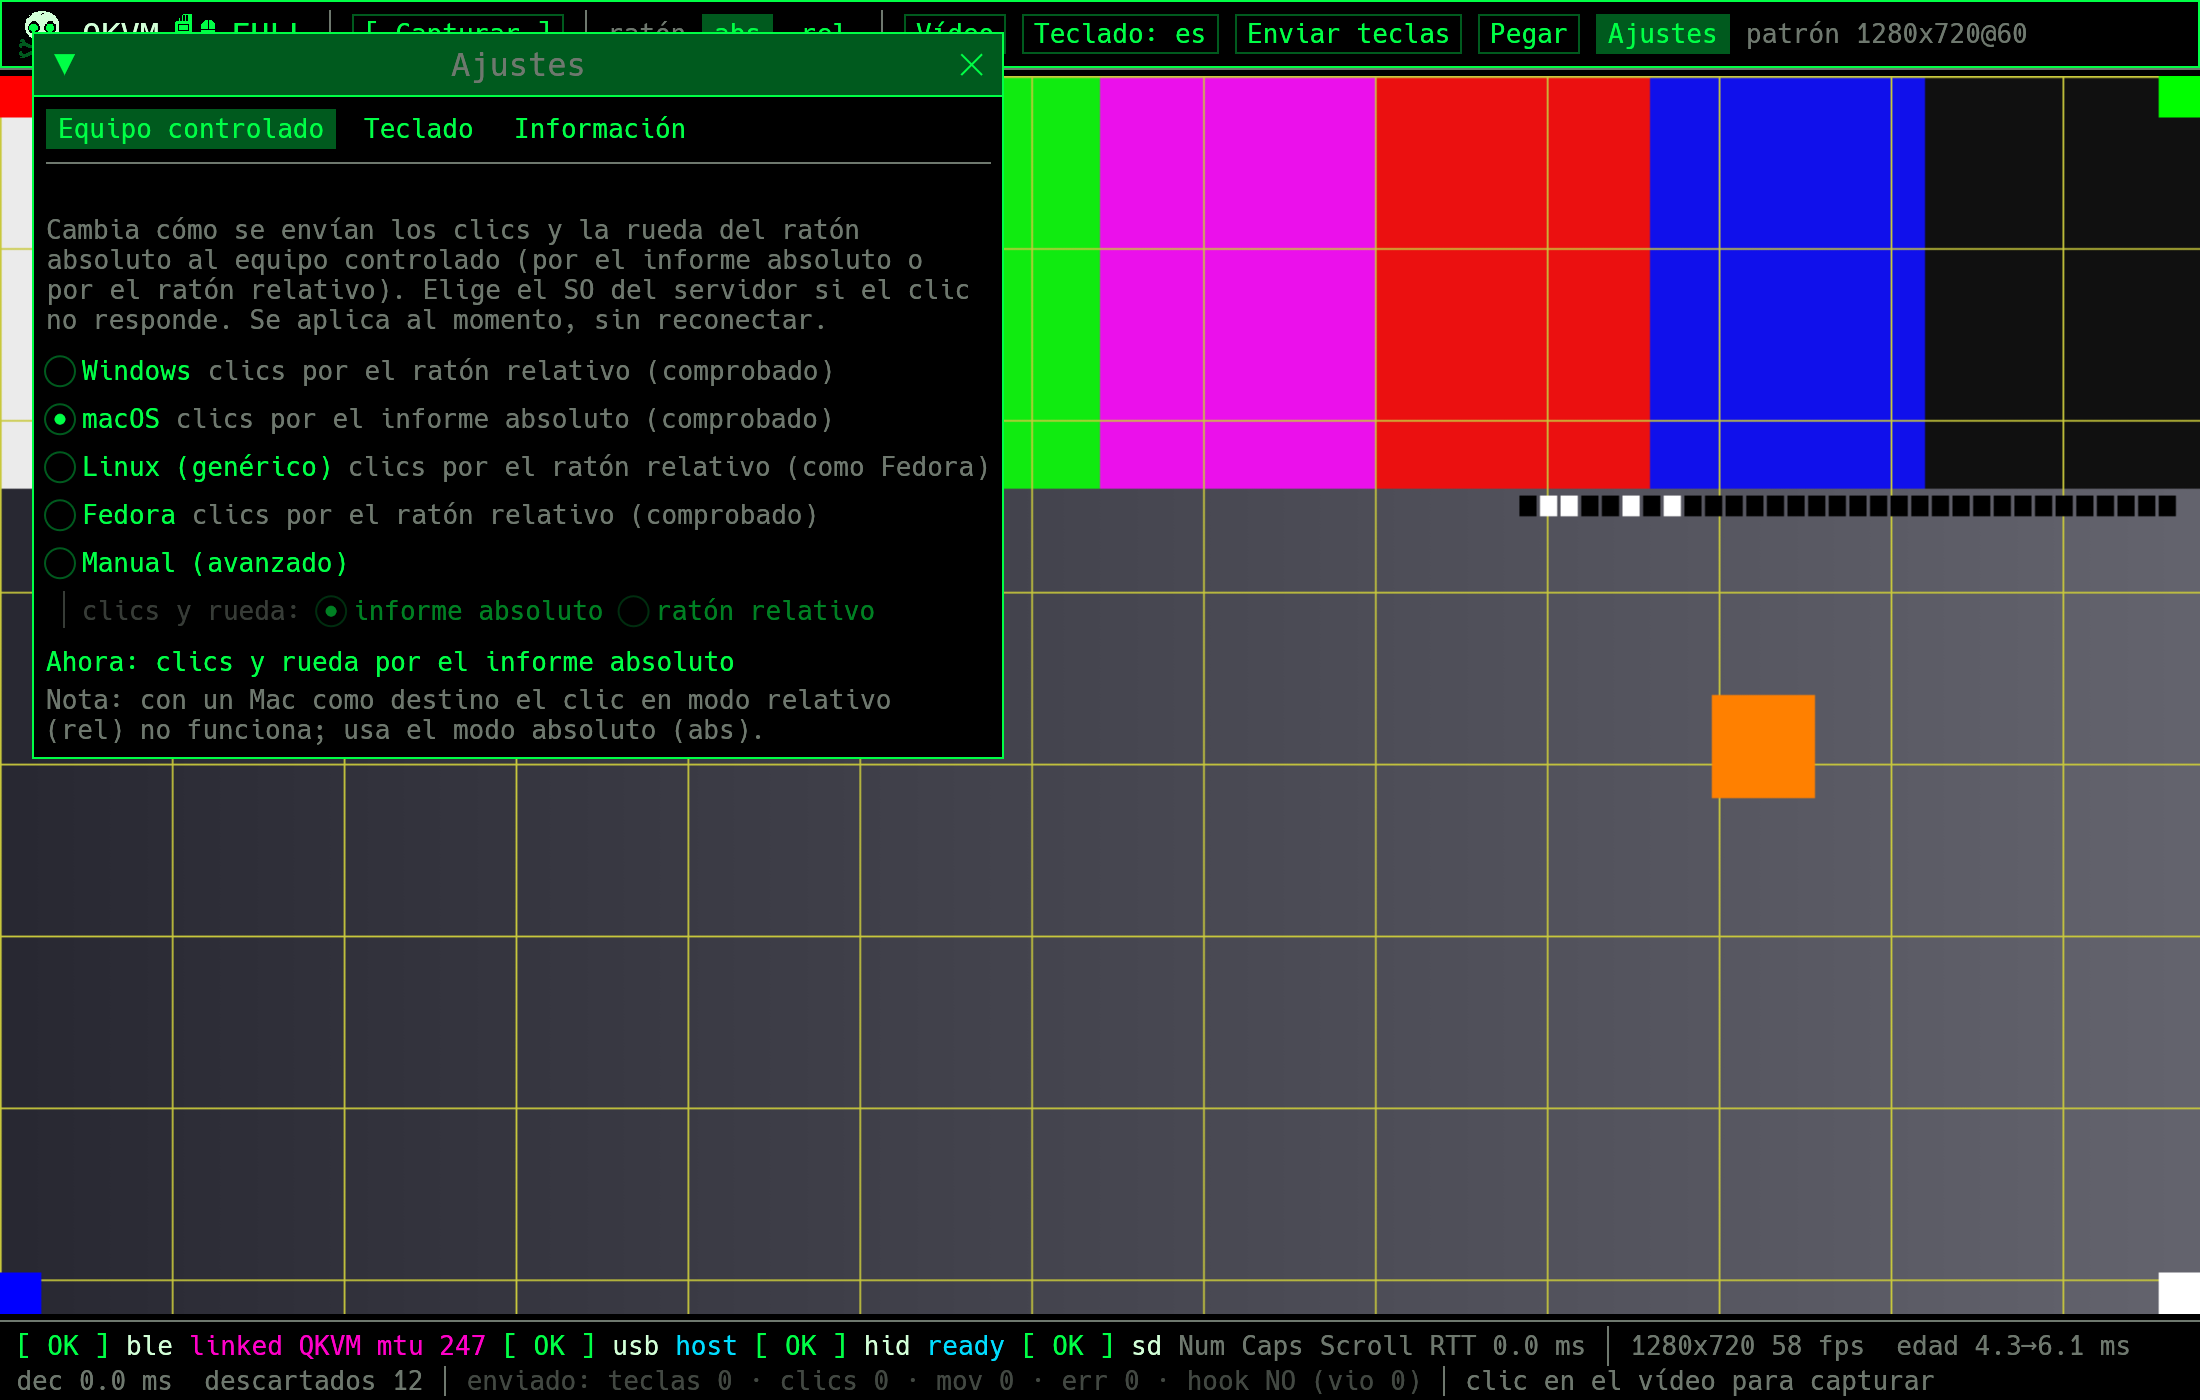 QKVM FULL [ Capturar ] ratón abs rel Vídeo Teclado: es Enviar teclas Pegar Ajustes patrón 1280x720@60
Ajustes
Equipo controlado Teclado Información
Cambia cómo se envían los clics y la rueda del ratón
absoluto al equipo controlado (por el informe absoluto o
por el ratón relativo). Elige el SO del servidor si el clic
no responde. Se aplica al momento, sin reconectar.
Windows clics por el ratón relativo (comprobado)
macOS clics por el informe absoluto (comprobado)
Linux (genérico) clics por el ratón relativo (como Fedora)
Fedora clics por el ratón relativo (comprobado)
Manual (avanzado)
clics y rueda: informe absoluto ratón relativo
Ahora: clics y rueda por el informe absoluto
Nota: con un Mac como destino el clic en modo relativo
(rel) no funciona; usa el modo absoluto (abs).
[ OK ] ble linked QKVM mtu 247 [ OK ] usb host [ OK ] hid ready [ OK ] sd Num Caps Scroll RTT 0.0 ms 1280x720 58 fps edad 4.3→6.1 ms
dec 0.0 ms descartados 12 enviado: teclas 0 · clics 0 · mov 0 · err 0 · hook NO (vio 0) clic en el vídeo para capturar